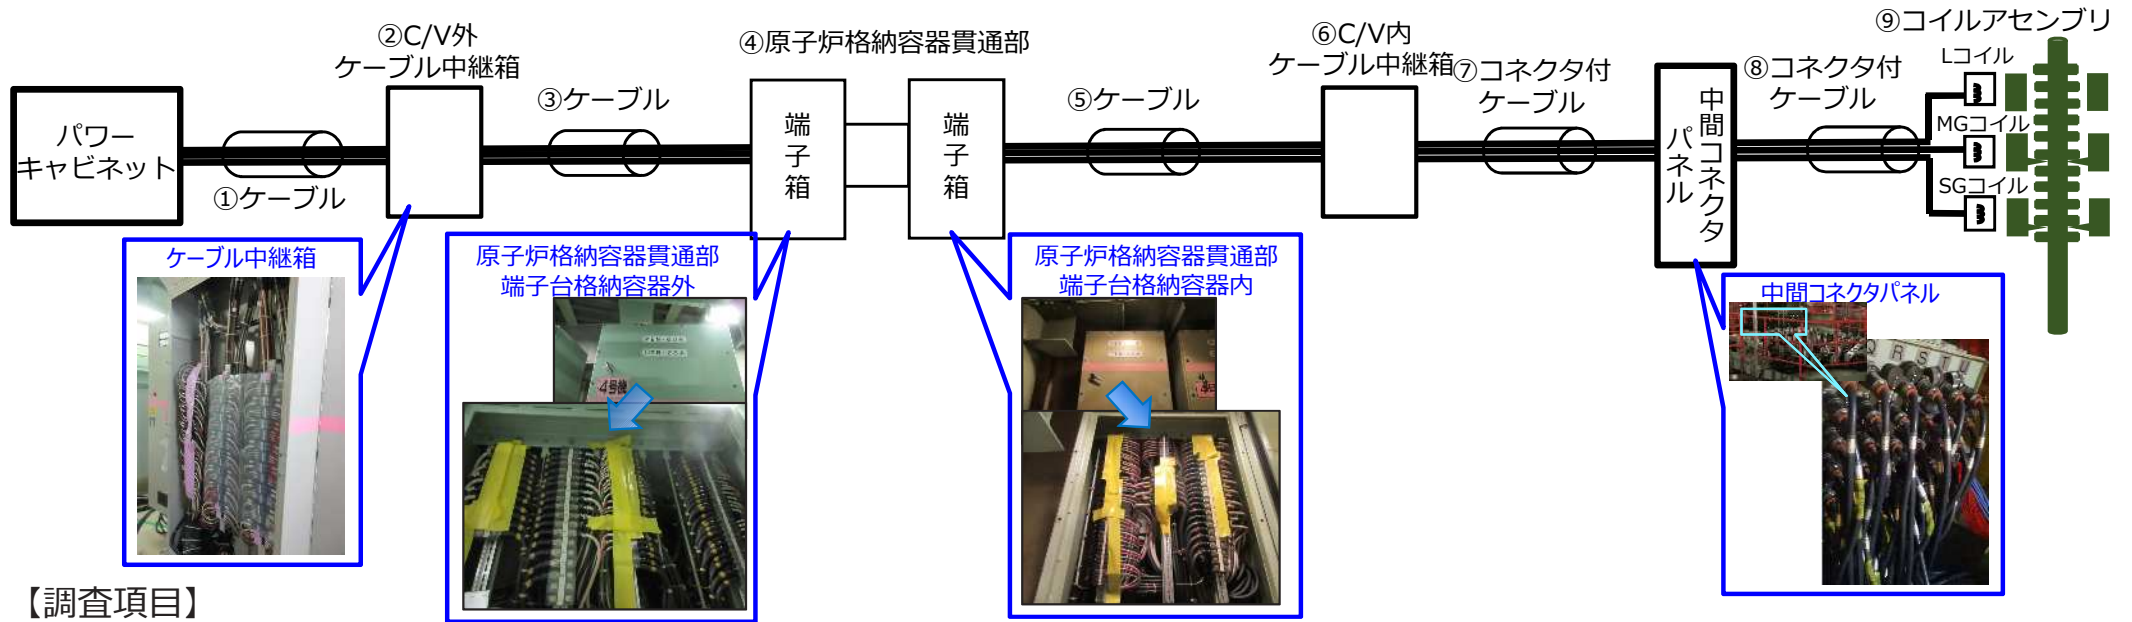 パワー
キャビネット
①ケーブル
②C/V外
ケーブル中継箱
③ケーブル
④原子炉格納容器貫通部
端子箱
端子箱
⑤ケーブル
⑥C/V内
ケーブル中継箱
⑦コネクタ付
ケーブル
中間コネクタ
パネル
⑧コネクタ付
ケーブル
⑨コイルアセンブリ
Lコイル
MGコイル
SGコイル
ケーブル中継箱
原子炉格納容器貫通部
端子台格納容器外
4号機
原子炉格納容器貫通部
端子台格納容器内
中間コネクタパネル
Q R S T U
【調査項目】